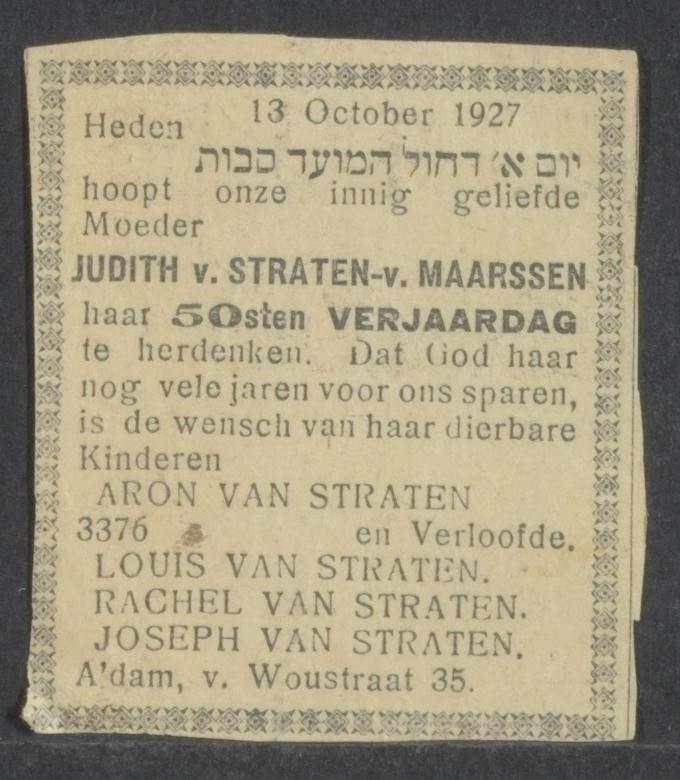 13 October 1927
Heden
יום א׳ דחול המועד סכות
hoopt onze innig geliefde
Moeder
JUDITH v. STRATEN-v. MAARSSEN
haar 50sten VERJAARDAG
te herdenken. Dat God haar
nog vele jaren voor ons sparen,
is de wensch van haar dierbare
Kinderen
ARON VAN STRATEN
3376 en Verloofde.
LOUIS VAN STRATEN.
RACHEL VAN STRATEN.
JOSEPH VAN STRATEN.
A'dam, v. Woustraat 35.